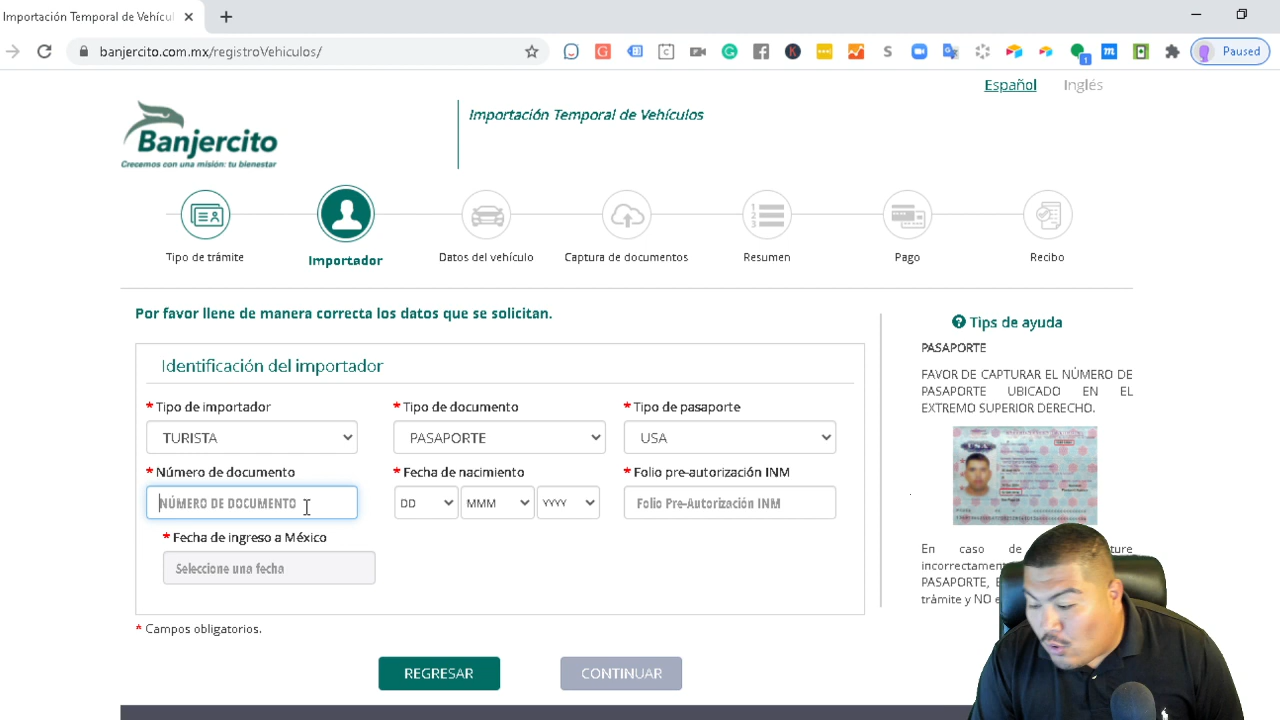 Importación Temporal de Vehícu
banjercito.com.mx/registroVehiculos/
Paused
Español
Inglés
Banjercito
Crecemos con una misión: tu bienestar
Importación Temporal de Vehículos
Tipo de trámite
Importador
Datos del vehículo
Captura de documentos
Resumen
Pago
Recibo
Por favor llene de manera correcta los datos que se solicitan.
Identificación del importador
* Tipo de importador
* Tipo de documento
* Tipo de pasaporte
TURISTA
PASAPORTE
USA
* Número de documento
* Fecha de nacimiento
* Folio pre-autorización INM
NÚMERO DE DOCUMENTO
DD
MMM
YYYY
Folio Pre-Autorización INM
* Fecha de ingreso a México
Seleccione una fecha
* Campos obligatorios.
REGRESAR
CONTINUAR
Tips de ayuda
PASAPORTE
FAVOR DE CAPTURAR EL NÚMERO DE
PASAPORTE UBICADO EN EL
EXTREMO SUPERIOR DERECHO.
En caso de ture
incorrectamen
PASAPORTE, E
trámite y NO e